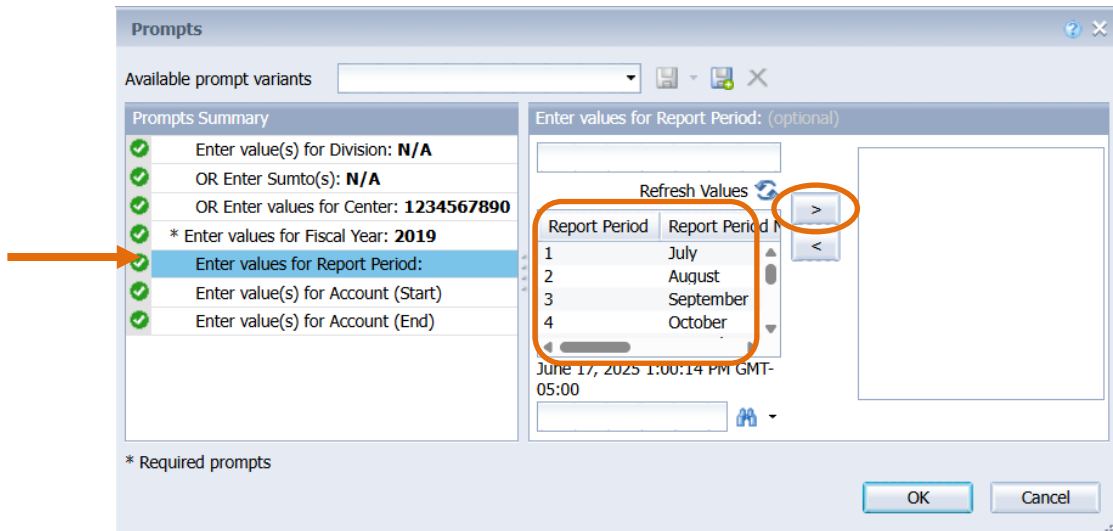 Prompts
Available prompt variants
Prompts Summary
Enter value(s) for Division: N/A
OR Enter Sumto(s): N/A
OR Enter values for Center: 1234567890
* Enter values for Fiscal Year: 2019
Enter values for Report Period:
Enter value(s) for Account (Start)
Enter value(s) for Account (End)
Enter values for Report Period: (optional)
Refresh Values
Report Period Report Period N
1 July
2 August
3 September
4 October
June 17, 2025 1:00:14 PM GMT-
05:00
>
<
* Required prompts
OK Cancel